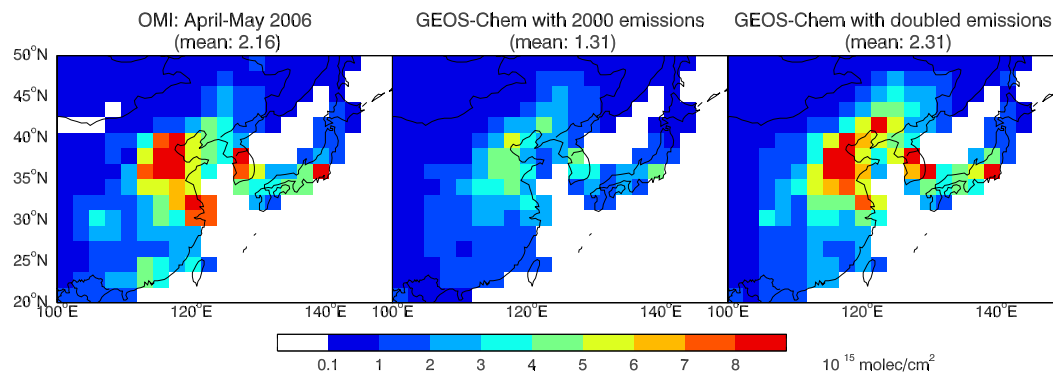 OMI: April-May 2006
(mean: 2.16)
GEOS-Chem with 2000 emissions
(mean: 1.31)
GEOS-Chem with doubled emissions
(mean: 2.31)
50°N
45°N
40°N
35°N
30°N
25°N
20°N
100°E 120°E 140°E
120°E 140°E
120°E 140°E
0.1 1 2 3 4 5 6 7 8 10^15 molec/cm^2